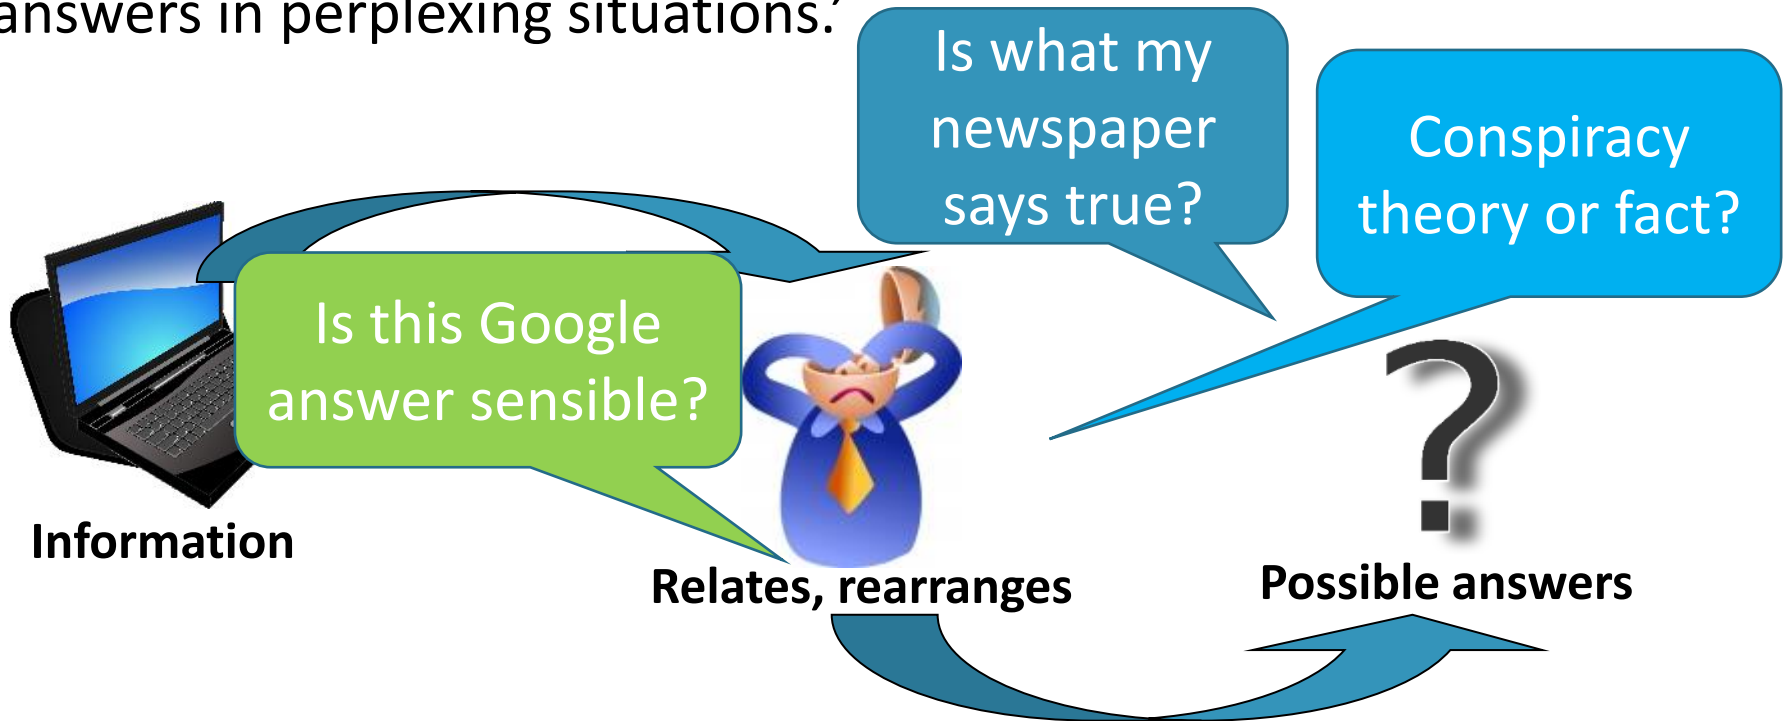 answers in perplexing situations.’
Is what my
newspaper
says true?
Conspiracy
theory or fact?
Is this Google
answer sensible?
Information
Relates, rearranges
Possible answers